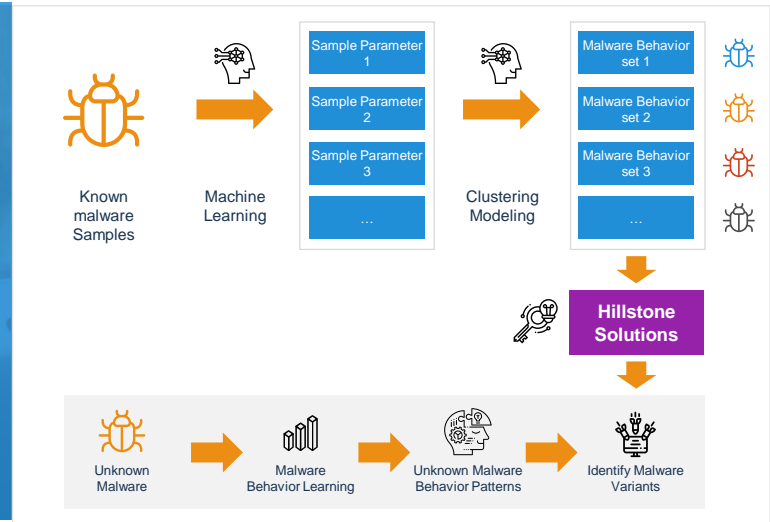 Known
malware
Samples
Machine
Learning
Sample Parameter
1
Sample Parameter
2
Sample Parameter
3
...
Clustering
Modeling
Malware Behavior
set 1
Malware Behavior
set 2
Malware Behavior
set 3
...
Hillstone
Solutions
Unknown
Malware
Malware
Behavior Learning
Unknown Malware
Behavior Patterns
Identify Malware
Variants